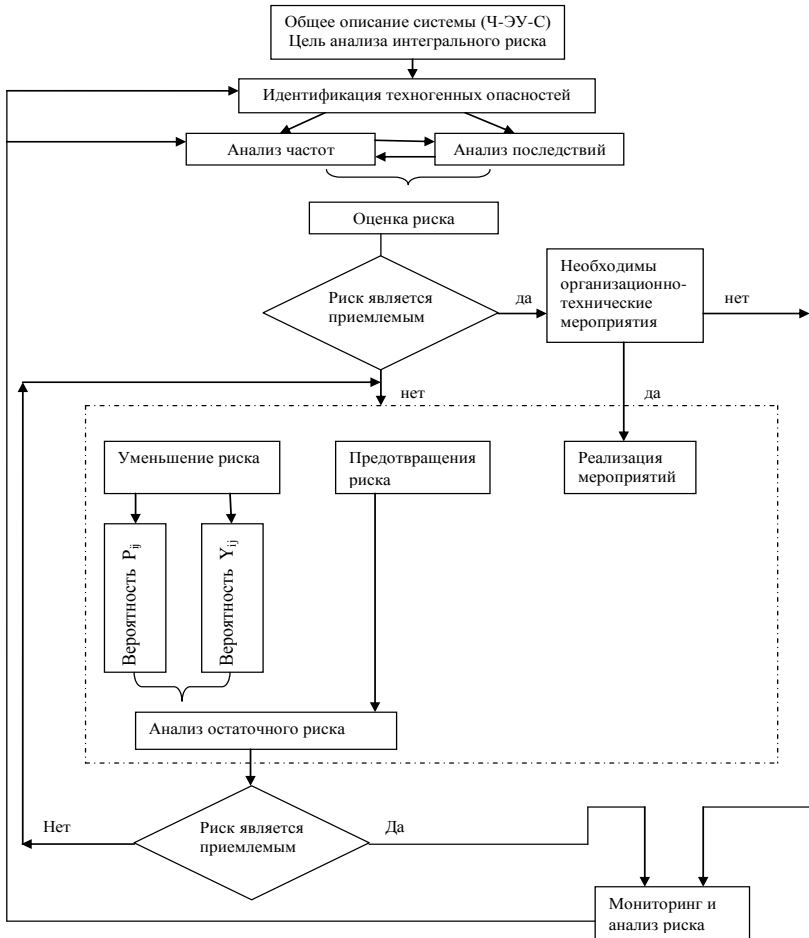 Общее описание системы (Ч-ЭУ-С)
Цель анализа интегрального риска
Идентификация техногенных опасностей
Анализ частот
Анализ последствий
Оценка риска
Риск является
приемлемым
да
Необходимы
организационно-
технические
мероприятия
нет
нет
да
Уменьшение риска
Предотвращения
риска
Реализация
мероприятий
Вероятность P_ij
Вероятность Y_ij
Анализ остаточного риска
Нет
Риск является
приемлемым
Да
Мониторинг и
анализ риска